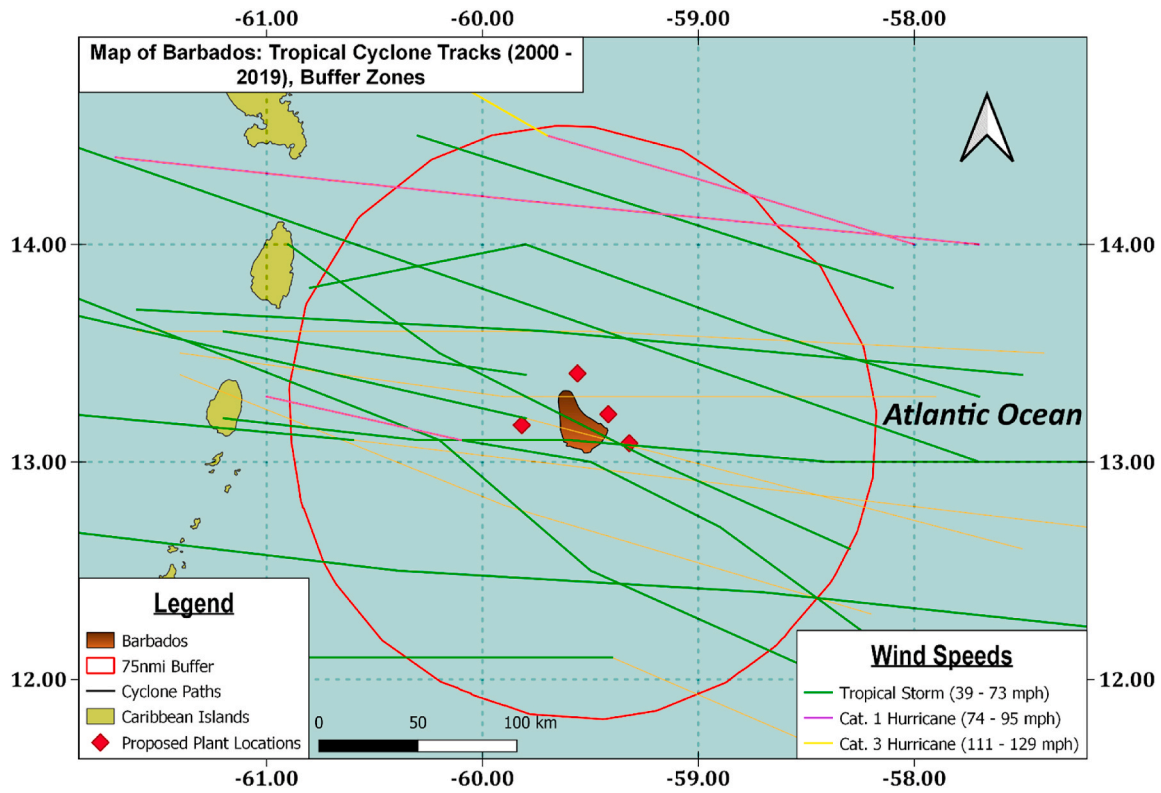 -61.00 -60.00 -59.00 -58.00
Map of Barbados: Tropical Cyclone Tracks (2000 -
2019), Buffer Zones
14.00 14.00
Atlantic Ocean
13.00 13.00
12.00 12.00
Legend
Barbados
75nmi Buffer
Cyclone Paths
Caribbean Islands
Proposed Plant Locations
0 50 100 km
Wind Speeds
Tropical Storm (39 - 73 mph)
Cat. 1 Hurricane (74 - 95 mph)
Cat. 3 Hurricane (111 - 129 mph)
-61.00 -60.00 -59.00 -58.00